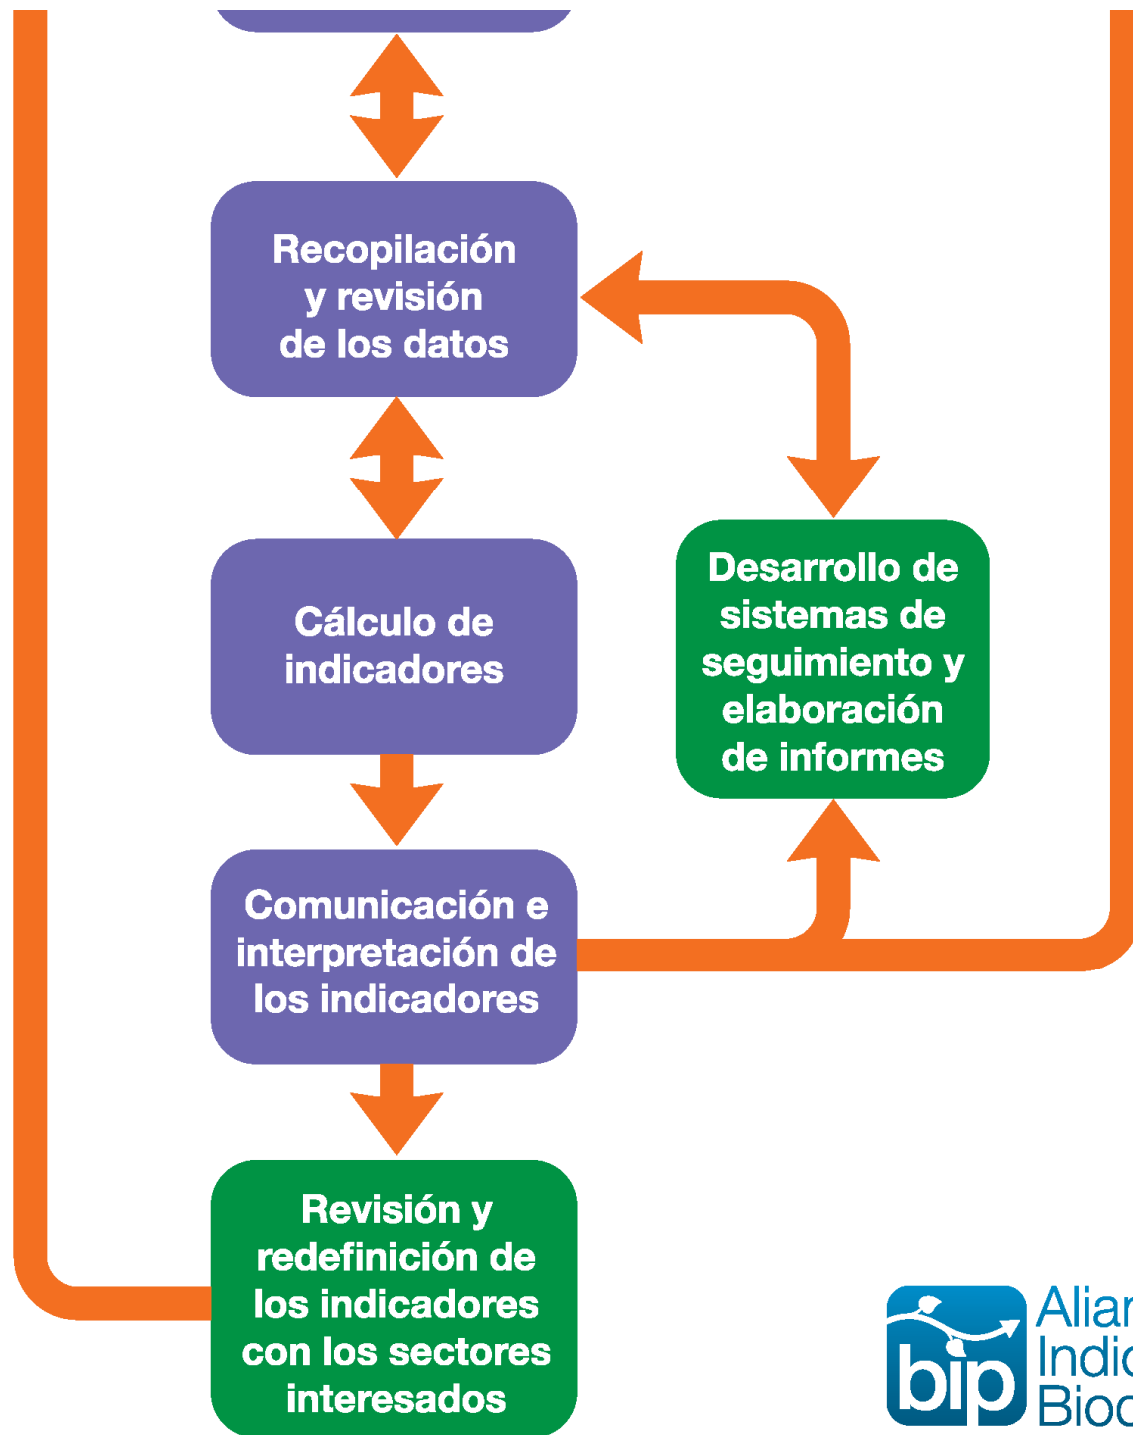 Recopilación
y revisión
de los datos
Cálculo de
indicadores
Desarrollo de
sistemas de
seguimiento y
elaboración
de informes
Comunicación e
interpretación de
los indicadores
Revisión y
redefinición de
los indicadores
con los sectores
interesados
bip